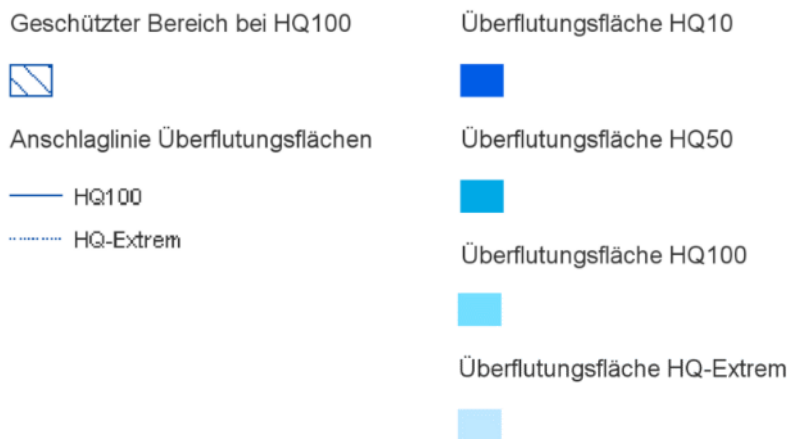 Geschützter Bereich bei HQ100
Anschlaglinie Überflutungsflächen
HQ100
HQ-Extrem
Überflutungsfläche HQ10
Überflutungsfläche HQ50
Überflutungsfläche HQ100
Überflutungsfläche HQ-Extrem